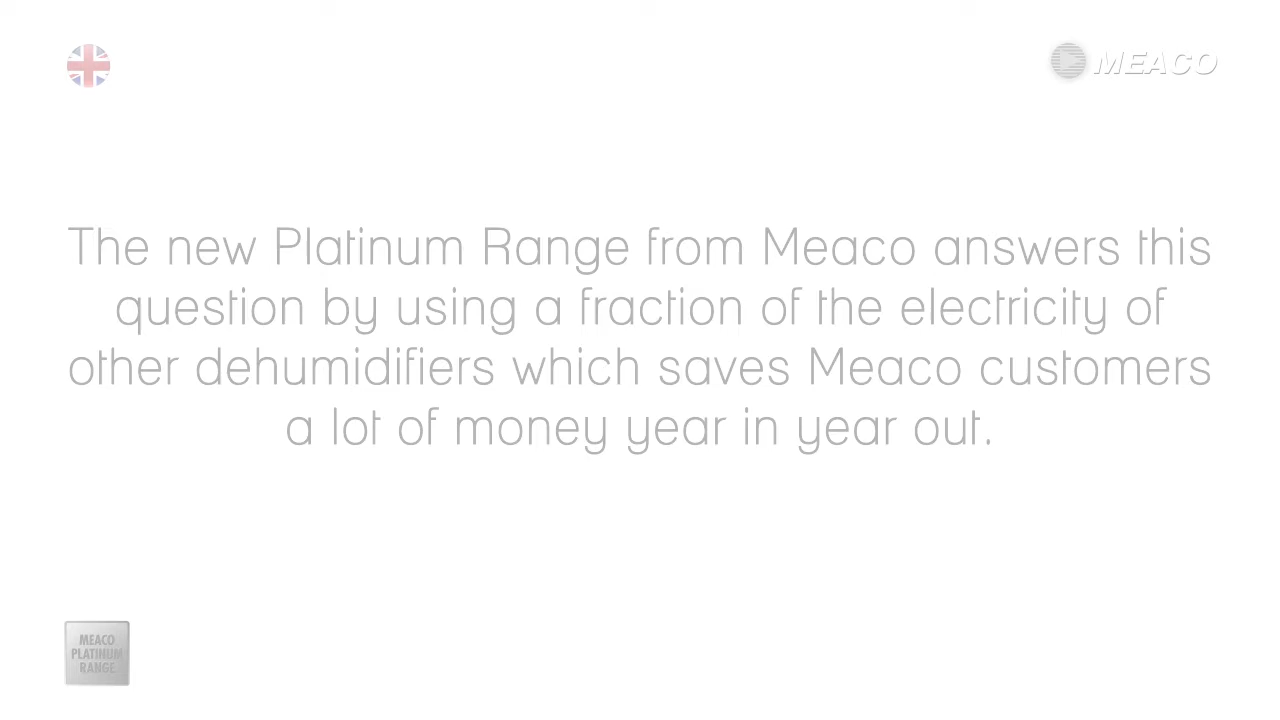 MEACO
The new Platinum Range from Meaco answers this
question by using a fraction of the electricity of
other dehumidifiers which saves Meaco customers
a lot of money year in year out.
MEACO
PLATINUM
RANGE